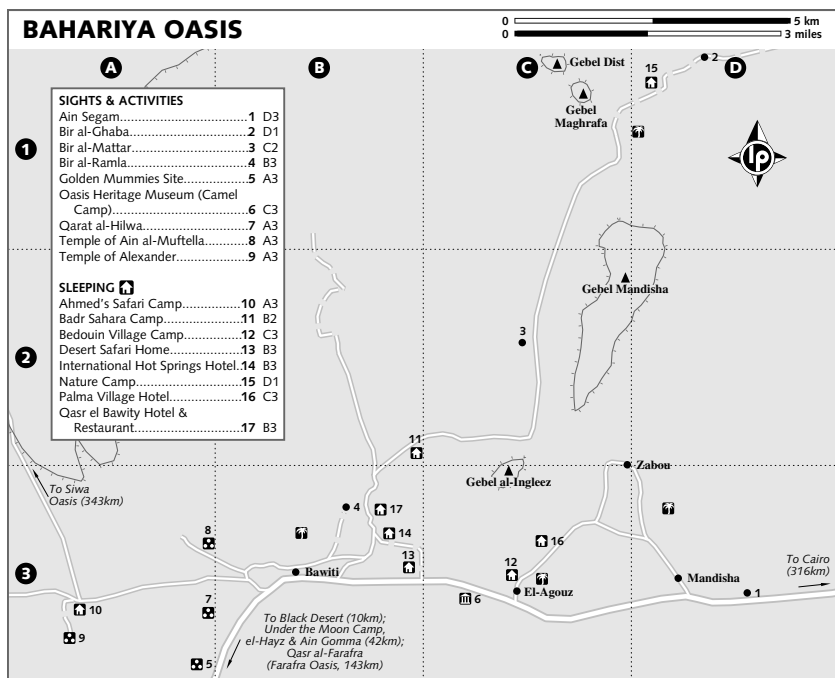 BAHARIYA OASIS
0 5 km
0 3 miles
A B C D
1
2
3
SIGHTS & ACTIVITIES
Ain Segam..............................1 D3
Bir al-Ghaba...........................2 D1
Bir al-Mattar...........................3 C2
Bir al-Ramla...........................4 B3
Golden Mummies Site............5 A3
Oasis Heritage Museum (Camel
Camp)....................................6 C3
Qarat al-Hilwa.......................7 A3
Temple of Ain al-Muftella........8 A3
Temple of Alexander..............9 A3
SLEEPING
Ahmed's Safari Camp............10 A3
Badr Sahara Camp................11 B2
Bedouin Village Camp...........12 C3
Desert Safari Home...............13 B3
International Hot Springs Hotel..14 B3
Nature Camp........................15 D1
Palma Village Hotel...............16 C3
Qasr el Bawity Hotel &
Restaurant...........................17 B3
Gebel Dist
15
2
Gebel
Maghrafa
lp
Gebel Mandisha
3
11
Gebel al-Ingleez
Zabou
To Siwa
Oasis (343km)
4
17
8
14
16
13
12
Bawiti
El-Agouz
Mandisha
To Cairo
(316km)
1
10
7
6
9
5
To Black Desert (10km);
Under the Moon Camp,
el-Hayz & Ain Gomma (42km);
Qasr al-Farafra
(Farafra Oasis, 143km)